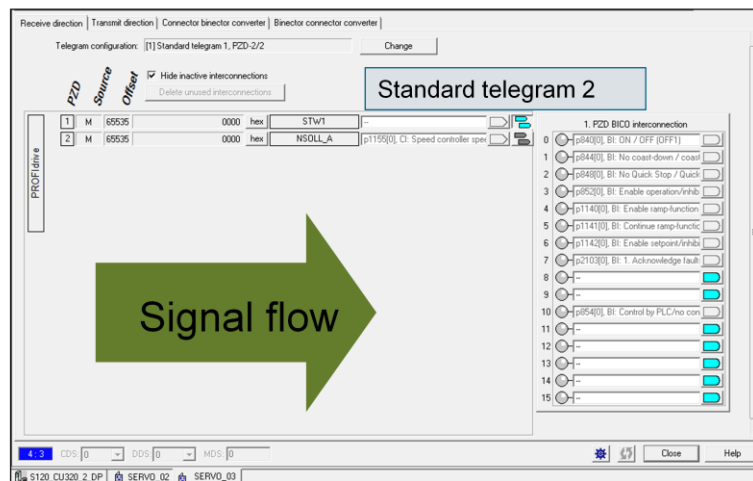 Receive direction Transmit direction Connector binector converter Binector connector converter
Telegram configuration: [1] Standard telegram 1, PZD-2/2 Change
PZD Source Offset
Hide inactive interconnections
Delete unused interconnections
Standard telegram 2
PROFIdrive
1 M 65535 0000 hex STW1 --
2 M 65535 0000 hex NSOLL_A p1155[0], CI: Speed controller spee
1. PZD BICO interconnection
0 p840[0], BI: ON / OFF (OFF1)
1 p844[0], BI: No coast-down / coast
2 p848[0], BI: No Quick Stop / Quick
3 p852[0], BI: Enable operation/inhib
4 p1140[0], BI: Enable ramp-function
5 p1141[0], BI: Continue ramp-functic
6 p1142[0], BI: Enable setpoint/inhibi
7 p2103[0], BI: 1. Acknowledge fault
8 --
9 --
10 p854[0], BI: Control by PLC/no con
11 --
12 --
13 --
14 --
15 --
Signal flow
4 : 3 CDS: 0 DDS: 0 MDS: 0 Close Help
S120_CU320_2_DP SERVO_02 SERVO_03